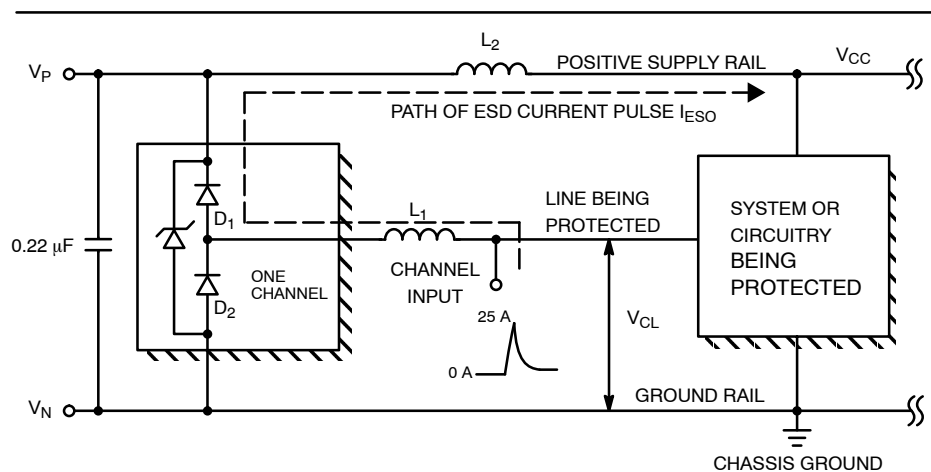 L2
VP
POSITIVE SUPPLY RAIL
VCC
PATH OF ESD CURRENT PULSE IESO
D1
L1
LINE BEING
PROTECTED
SYSTEM OR
CIRCUITRY
BEING
PROTECTED
0.22 μF
ONE
CHANNEL
D2
CHANNEL
INPUT
25 A
0 A
VCL
VN
GROUND RAIL
CHASSIS GROUND